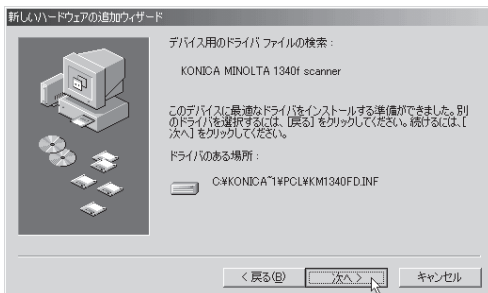 新しいハードウェアの追加ウィザード
デバイス用のドライバ ファイルの検索：
KONICA MINOLTA 1340f scanner
このデバイスに最適なドライバをインストールする準備ができました。別
のドライバを選択するには、[戻る] をクリックしてください。続けるには、[
次へ] をクリックしてください。
ドライバのある場所：
C:¥KONICA~1¥PCL¥KM1340FD.INF
< 戻る(B)
次へ >
キャンセル